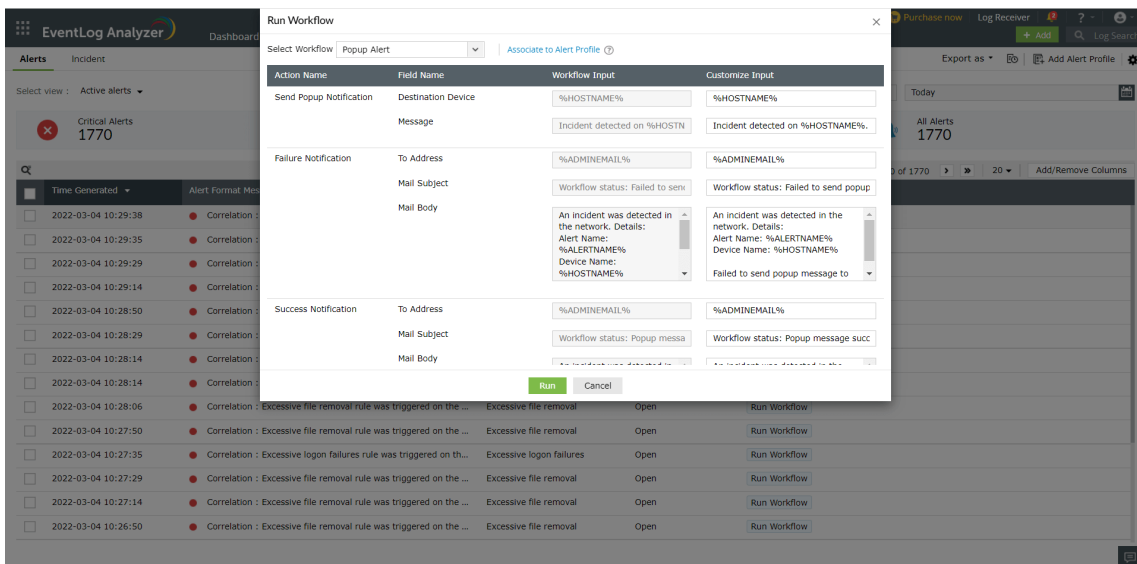 EventLog Analyzer
Dashboard
Purchase now
Log Receiver
?
+ Add
Log Search
Alerts
Incident
Export as
Add Alert Profile
Select view : Active alerts
Today
Critical Alerts
1770
All Alerts
1770
of 1770
20
Add/Remove Columns
Time Generated
Alert Format Mes
2022-03-04 10:29:38 Correlation :
2022-03-04 10:29:35 Correlation :
2022-03-04 10:29:29 Correlation :
2022-03-04 10:29:14 Correlation :
2022-03-04 10:28:50 Correlation :
2022-03-04 10:28:29 Correlation :
2022-03-04 10:28:14 Correlation :
2022-03-04 10:28:14 Correlation :
Run Workflow
Select Workflow Popup Alert Associate to Alert Profile ?
Action Name Field Name Workflow Input Customize Input
Send Popup Notification Destination Device %HOSTNAME% %HOSTNAME%
Message Incident detected on %HOSTN Incident detected on %HOSTNAME%.
Failure Notification To Address %ADMINEMAIL% %ADMINEMAIL%
Mail Subject Workflow status: Failed to send Workflow status: Failed to send popup
Mail Body
An incident was detected in
the network. Details:
Alert Name:
%ALERTNAME%
Device Name:
%HOSTNAME%
An incident was detected in the
network. Details:
Alert Name: %ALERTNAME%
Device Name: %HOSTNAME%
Failed to send popup message to
Success Notification To Address %ADMINEMAIL% %ADMINEMAIL%
Mail Subject Workflow status: Popup messa Workflow status: Popup message succ
Mail Body An incident was detected in An incident was detected in the
Run Cancel
2022-03-04 10:28:06 Correlation : Excessive file removal rule was triggered on the ... Excessive file removal Open Run Workflow
2022-03-04 10:27:50 Correlation : Excessive file removal rule was triggered on the ... Excessive file removal Open Run Workflow
2022-03-04 10:27:35 Correlation : Excessive logon failures rule was triggered on th... Excessive logon failures Open Run Workflow
2022-03-04 10:27:29 Correlation : Excessive file removal rule was triggered on the ... Excessive file removal Open Run Workflow
2022-03-04 10:27:14 Correlation : Excessive file removal rule was triggered on the ... Excessive file removal Open Run Workflow
2022-03-04 10:26:50 Correlation : Excessive file removal rule was triggered on the ... Excessive file removal Open Run Workflow